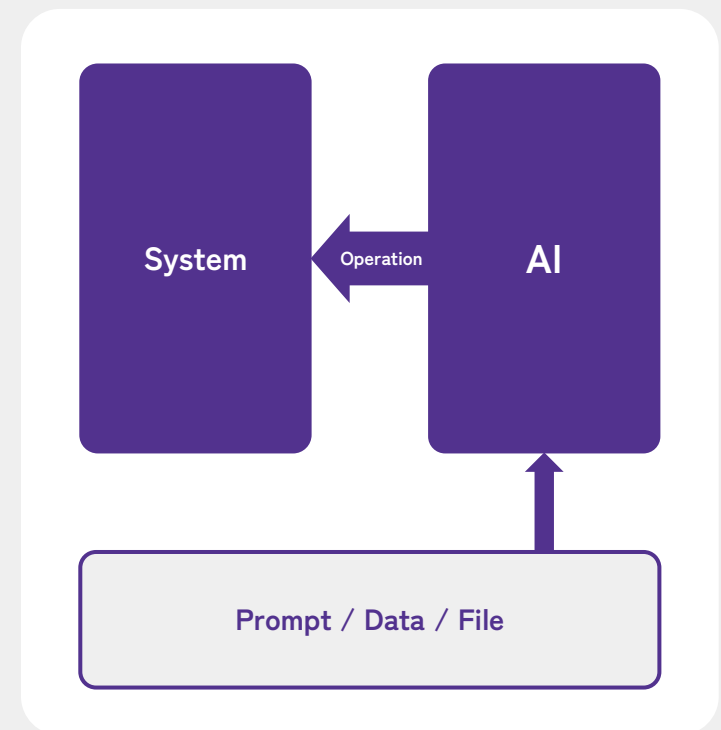 System
Operation
AI
Prompt / Data / File